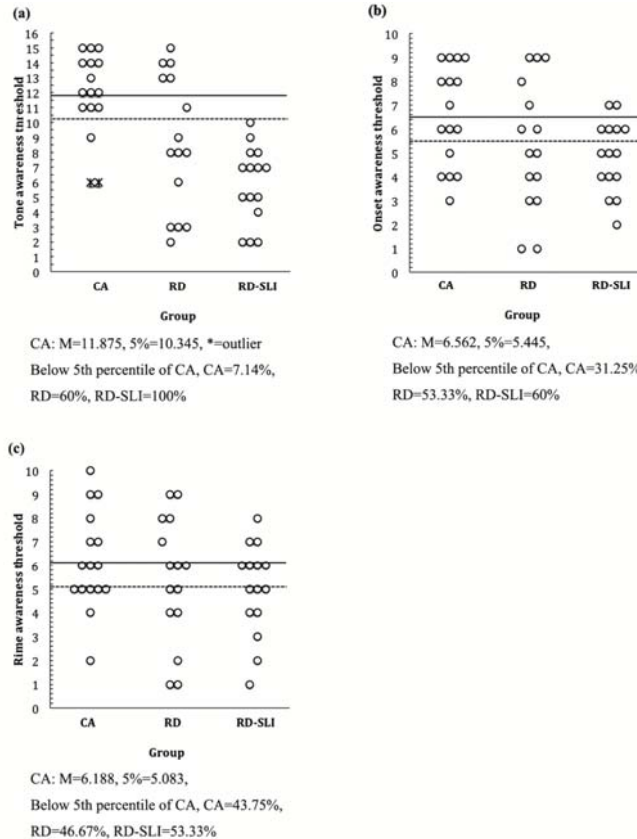 (a)
Tone awareness threshold
16
15
14
13
12
11
10
9
8
7
6
5
4
3
2
1
0
CA RD RD-SLI
Group
CA: M=11.875, 5%=10.345, *=outlier
Below 5th percentile of CA, CA=7.14%,
RD=60%, RD-SLI=100%
(b)
Onset awareness threshold
10
9
8
7
6
5
4
3
2
1
0
CA RD RD-SLI
Group
CA: M=6.562, 5%=5.445,
Below 5th percentile of CA, CA=31.25%
RD=53.33%, RD-SLI=60%
(c)
Rime awareness threshold
10
9
8
7
6
5
4
3
2
1
0
CA RD RD-SLI
Group
CA: M=6.188, 5%=5.083,
Below 5th percentile of CA, CA=43.75%,
RD=46.67%, RD-SLI=53.33%